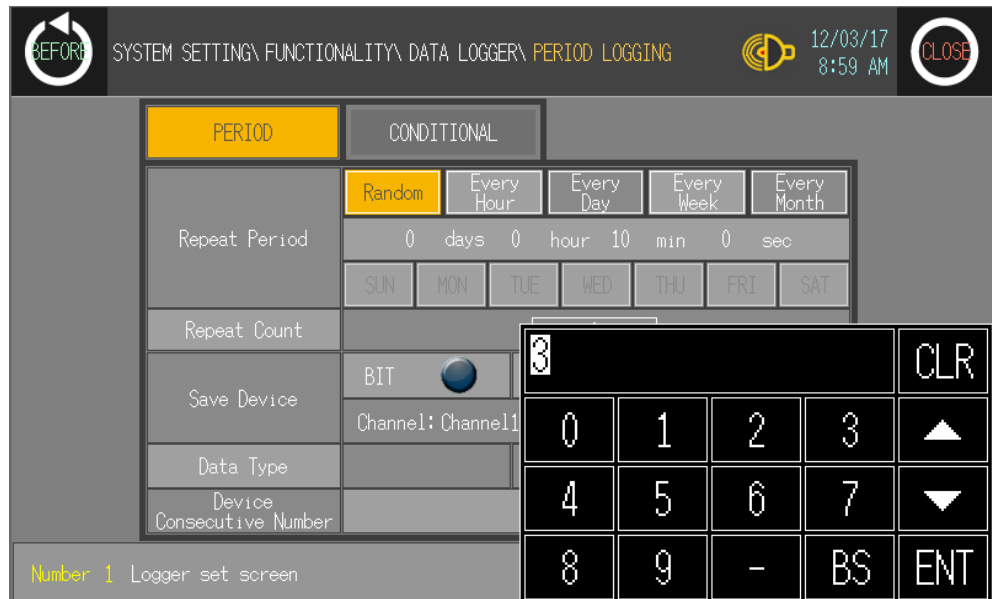 BEFORE
SYSTEM SETTING\ FUNCTIONALITY\ DATA LOGGER\ PERIOD LOGGING
12/03/17
8:59 AM
CLOSE
PERIOD
CONDITIONAL
Repeat Period
Random
Every Hour
Every Day
Every Week
Every Month
0 days 0 hour 10 min 0 sec
SUN MON TUE WED THU FRI SAT
Repeat Count
Save Device
BIT
Channel: Channel1
Data Type
Device
Consecutive Number
3
CLR
0 1 2 3
4 5 6 7
8 9 - BS ENT
Number 1 Logger set screen